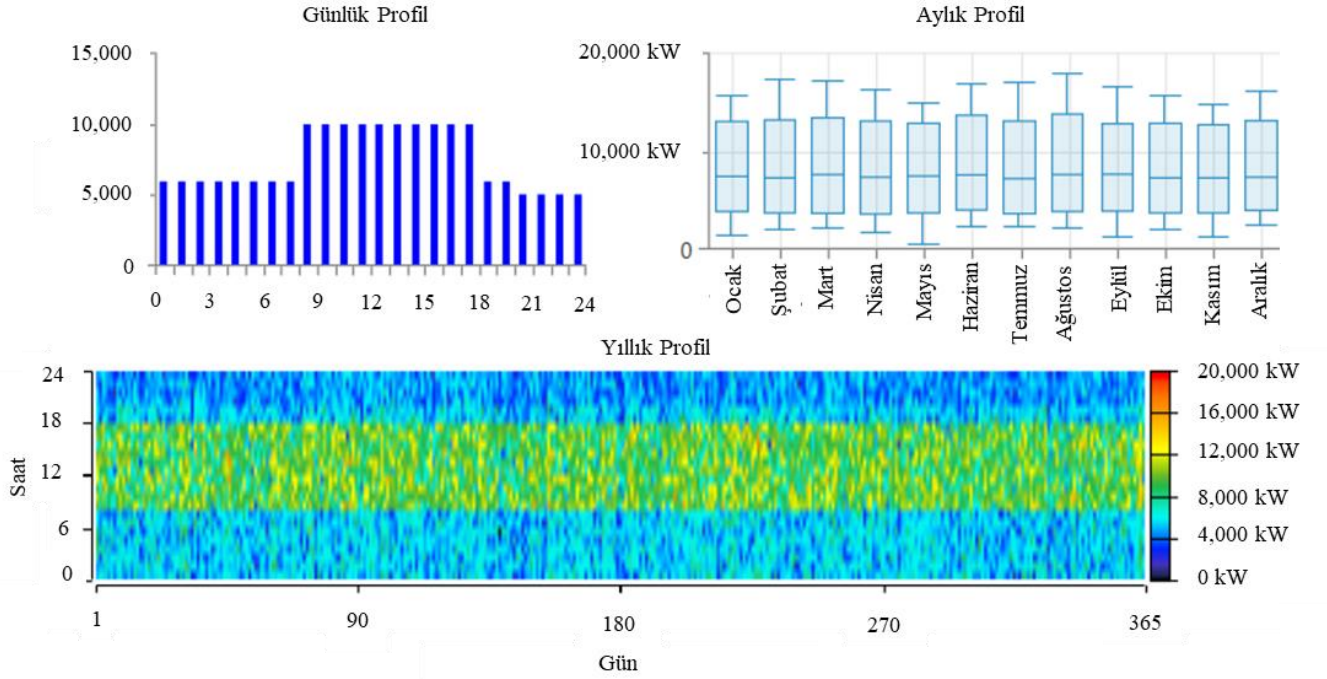 Günlük Profil
15,000
10,000
5,000
0
0 3 6 9 12 15 18 21 24
Aylık Profil
20,000 kW
10,000 kW
0
Ocak
Şubat
Mart
Nisan
Mayıs
Haziran
Temmuz
Ağustos
Eylül
Ekim
Kasım
Aralık
Yıllık Profil
Saat
24
18
12
6
0
1 90 180 270 365
Gün
20,000 kW
16,000 kW
12,000 kW
8,000 kW
4,000 kW
0 kW